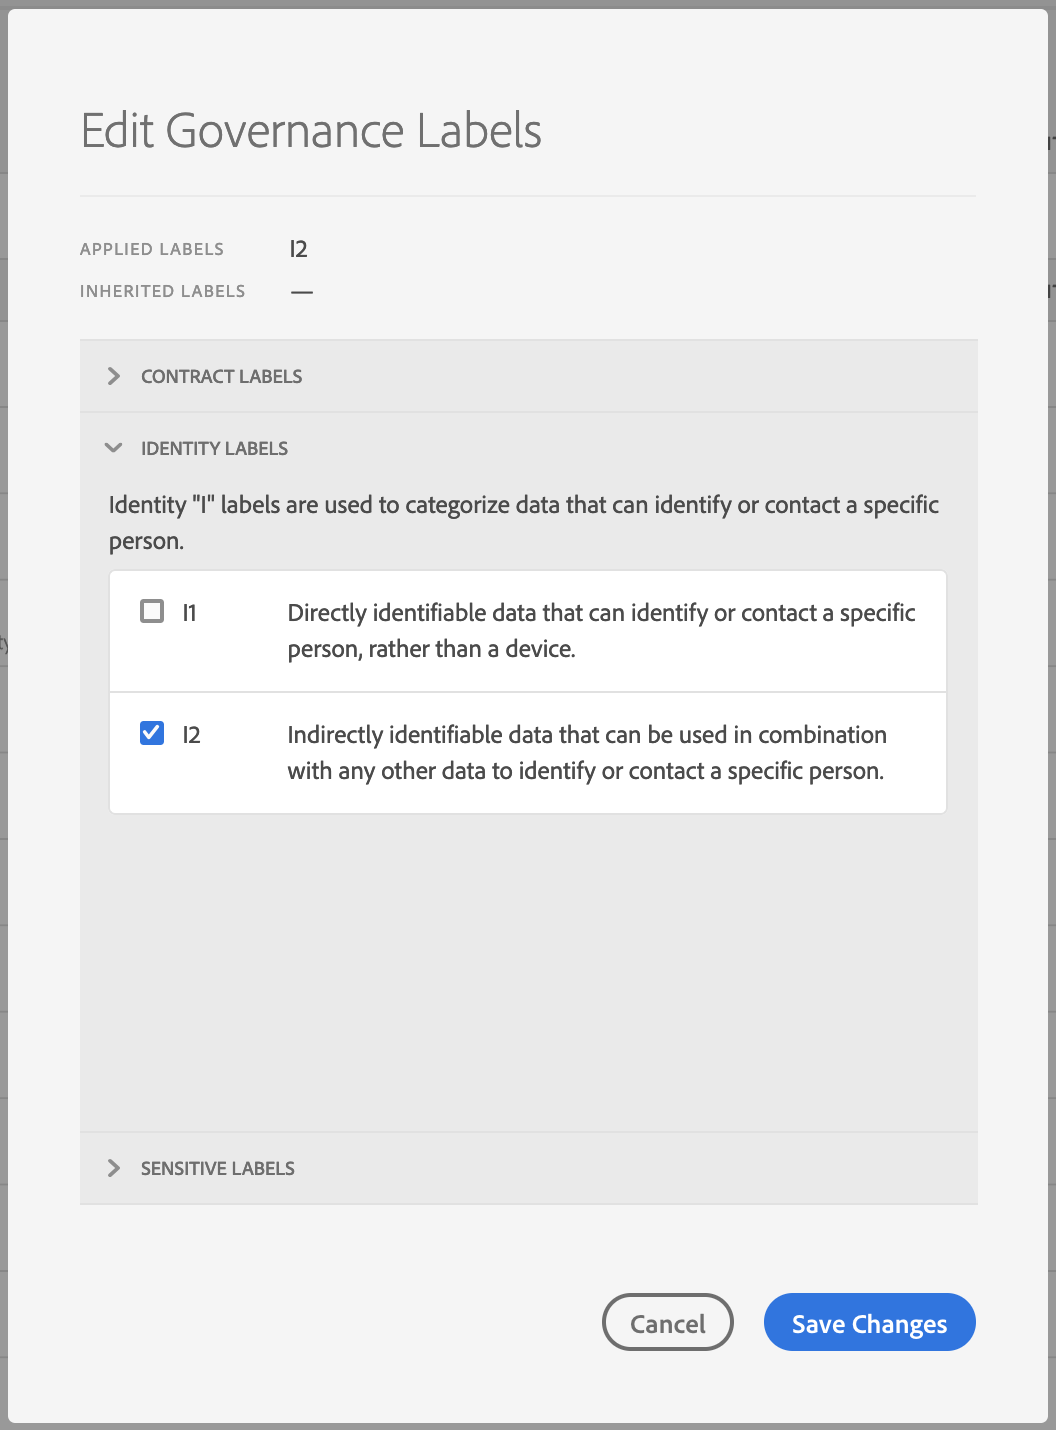 Edit Governance Labels
APPLIED LABELS I2
INHERITED LABELS —
CONTRACT LABELS
IDENTITY LABELS
Identity "I" labels are used to categorize data that can identify or contact a specific
person.
I1 Directly identifiable data that can identify or contact a specific
person, rather than a device.
I2 Indirectly identifiable data that can be used in combination
with any other data to identify or contact a specific person.
SENSITIVE LABELS
Cancel Save Changes